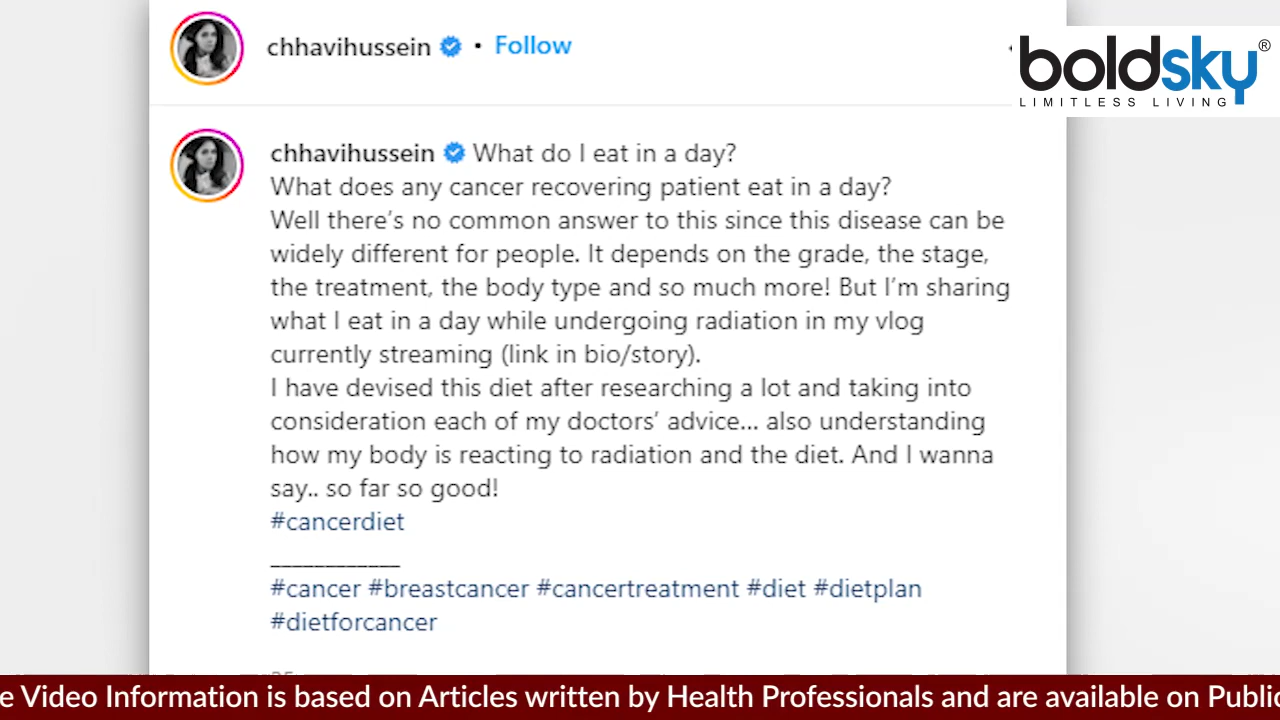 chhavihussein • Follow
boldsky®
LIMITLESS LIVING
chhavihussein What do I eat in a day?
What does any cancer recovering patient eat in a day?
Well there's no common answer to this since this disease can be
widely different for people. It depends on the grade, the stage,
the treatment, the body type and so much more! But I'm sharing
what I eat in a day while undergoing radiation in my vlog
currently streaming (link in bio/story).
I have devised this diet after researching a lot and taking into
consideration each of my doctors' advice... also understanding
how my body is reacting to radiation and the diet. And I wanna
say.. so far so good!
#cancerdiet
____________
#cancer #breastcancer #cancertreatment #diet #dietplan
#dietforcancer
e Video Information is based on Articles written by Health Professionals and are available on Public